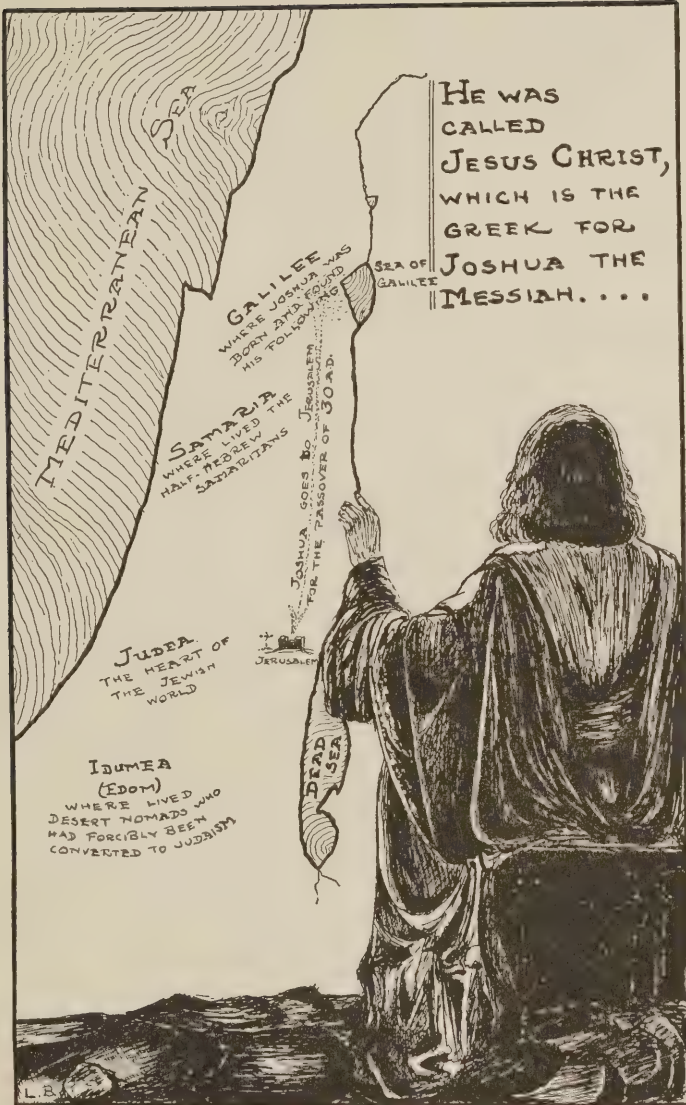 HE WAS
CALLED
JESUS CHRIST,
WHICH IS THE
GREEK FOR
JOSHUA THE
MESSIAH....
MEDITERRANEAN
SEA
GALILEE
WHERE JOSHUA WAS
BORN AND FOUND
HIS FOLLOWING
SEA OF
GALILEE
SAMARIA
WHERE LIVED THE
HALF-HEBREW
SAMARITANS
JOSHUA GOES TO JERUSALEM
FOR THE PASSOVER OF 30 A.D.
JUDEA
THE HEART OF
THE JEWISH
WORLD
JERUSALEM
DEAD
SEA
IDUMEA
(EDOM)
WHERE LIVED
DESERT NOMADS WHO
HAD FORCIBLY BEEN
CONVERTED TO JUDAISM
L.B.